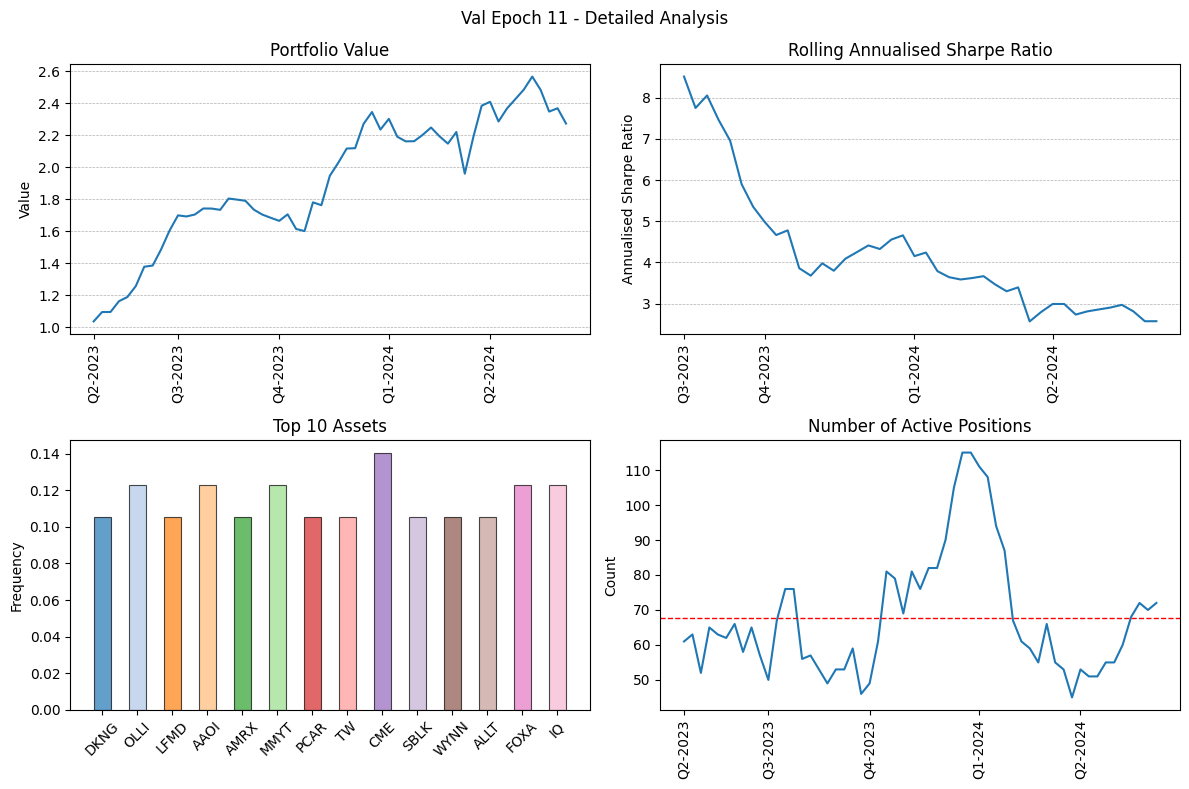 Val Epoch 11 - Detailed Analysis
Portfolio Value
Value
2.6
2.4
2.2
2.0
1.8
1.6
1.4
1.2
1.0
Q2-2023
Q3-2023
Q4-2023
Q1-2024
Q2-2024
Rolling Annualised Sharpe Ratio
Annualised Sharpe Ratio
8
7
6
5
4
3
Q3-2023
Q4-2023
Q1-2024
Q2-2024
Top 10 Assets
Frequency
0.14
0.12
0.10
0.08
0.06
0.04
0.02
0.00
DKNG
OLLI
LFMD
AAOI
AMRX
MMYT
PCAR
TW
CME
SBLK
WYNN
ALLT
FOXA
IQ
Number of Active Positions
Count
110
100
90
80
70
60
50
Q2-2023
Q3-2023
Q4-2023
Q1-2024
Q2-2024